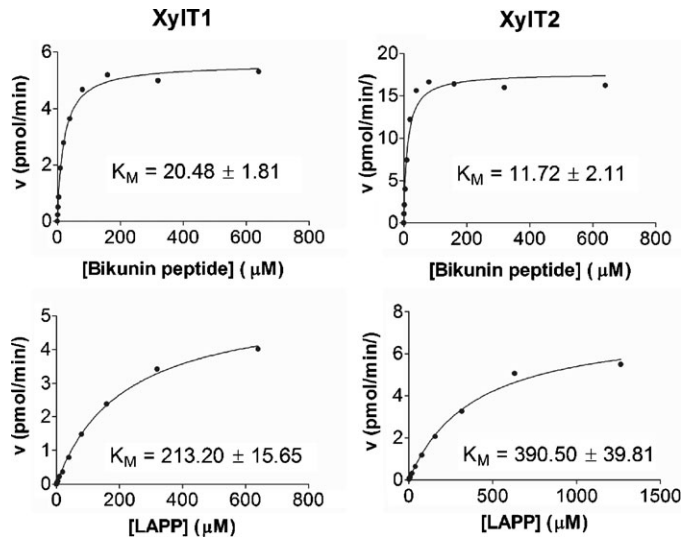 XylT1
XylT2
v (pmol/min/)
6
4
2
0
K_M = 20.48 ± 1.81
0 200 400 600 800
[Bikunin peptide] ( μM)
v (pmol/min/)
20
15
10
5
0
K_M = 11.72 ± 2.11
0 200 400 600 800
[Bikunin peptide] ( μM)
v (pmol/min/)
5
4
3
2
1
0
K_M = 213.20 ± 15.65
0 200 400 600 800
[LAPP] (μM)
v (pmol/min/)
8
6
4
2
0
K_M = 390.50 ± 39.81
0 500 1000 1500
[LAPP] (μM)